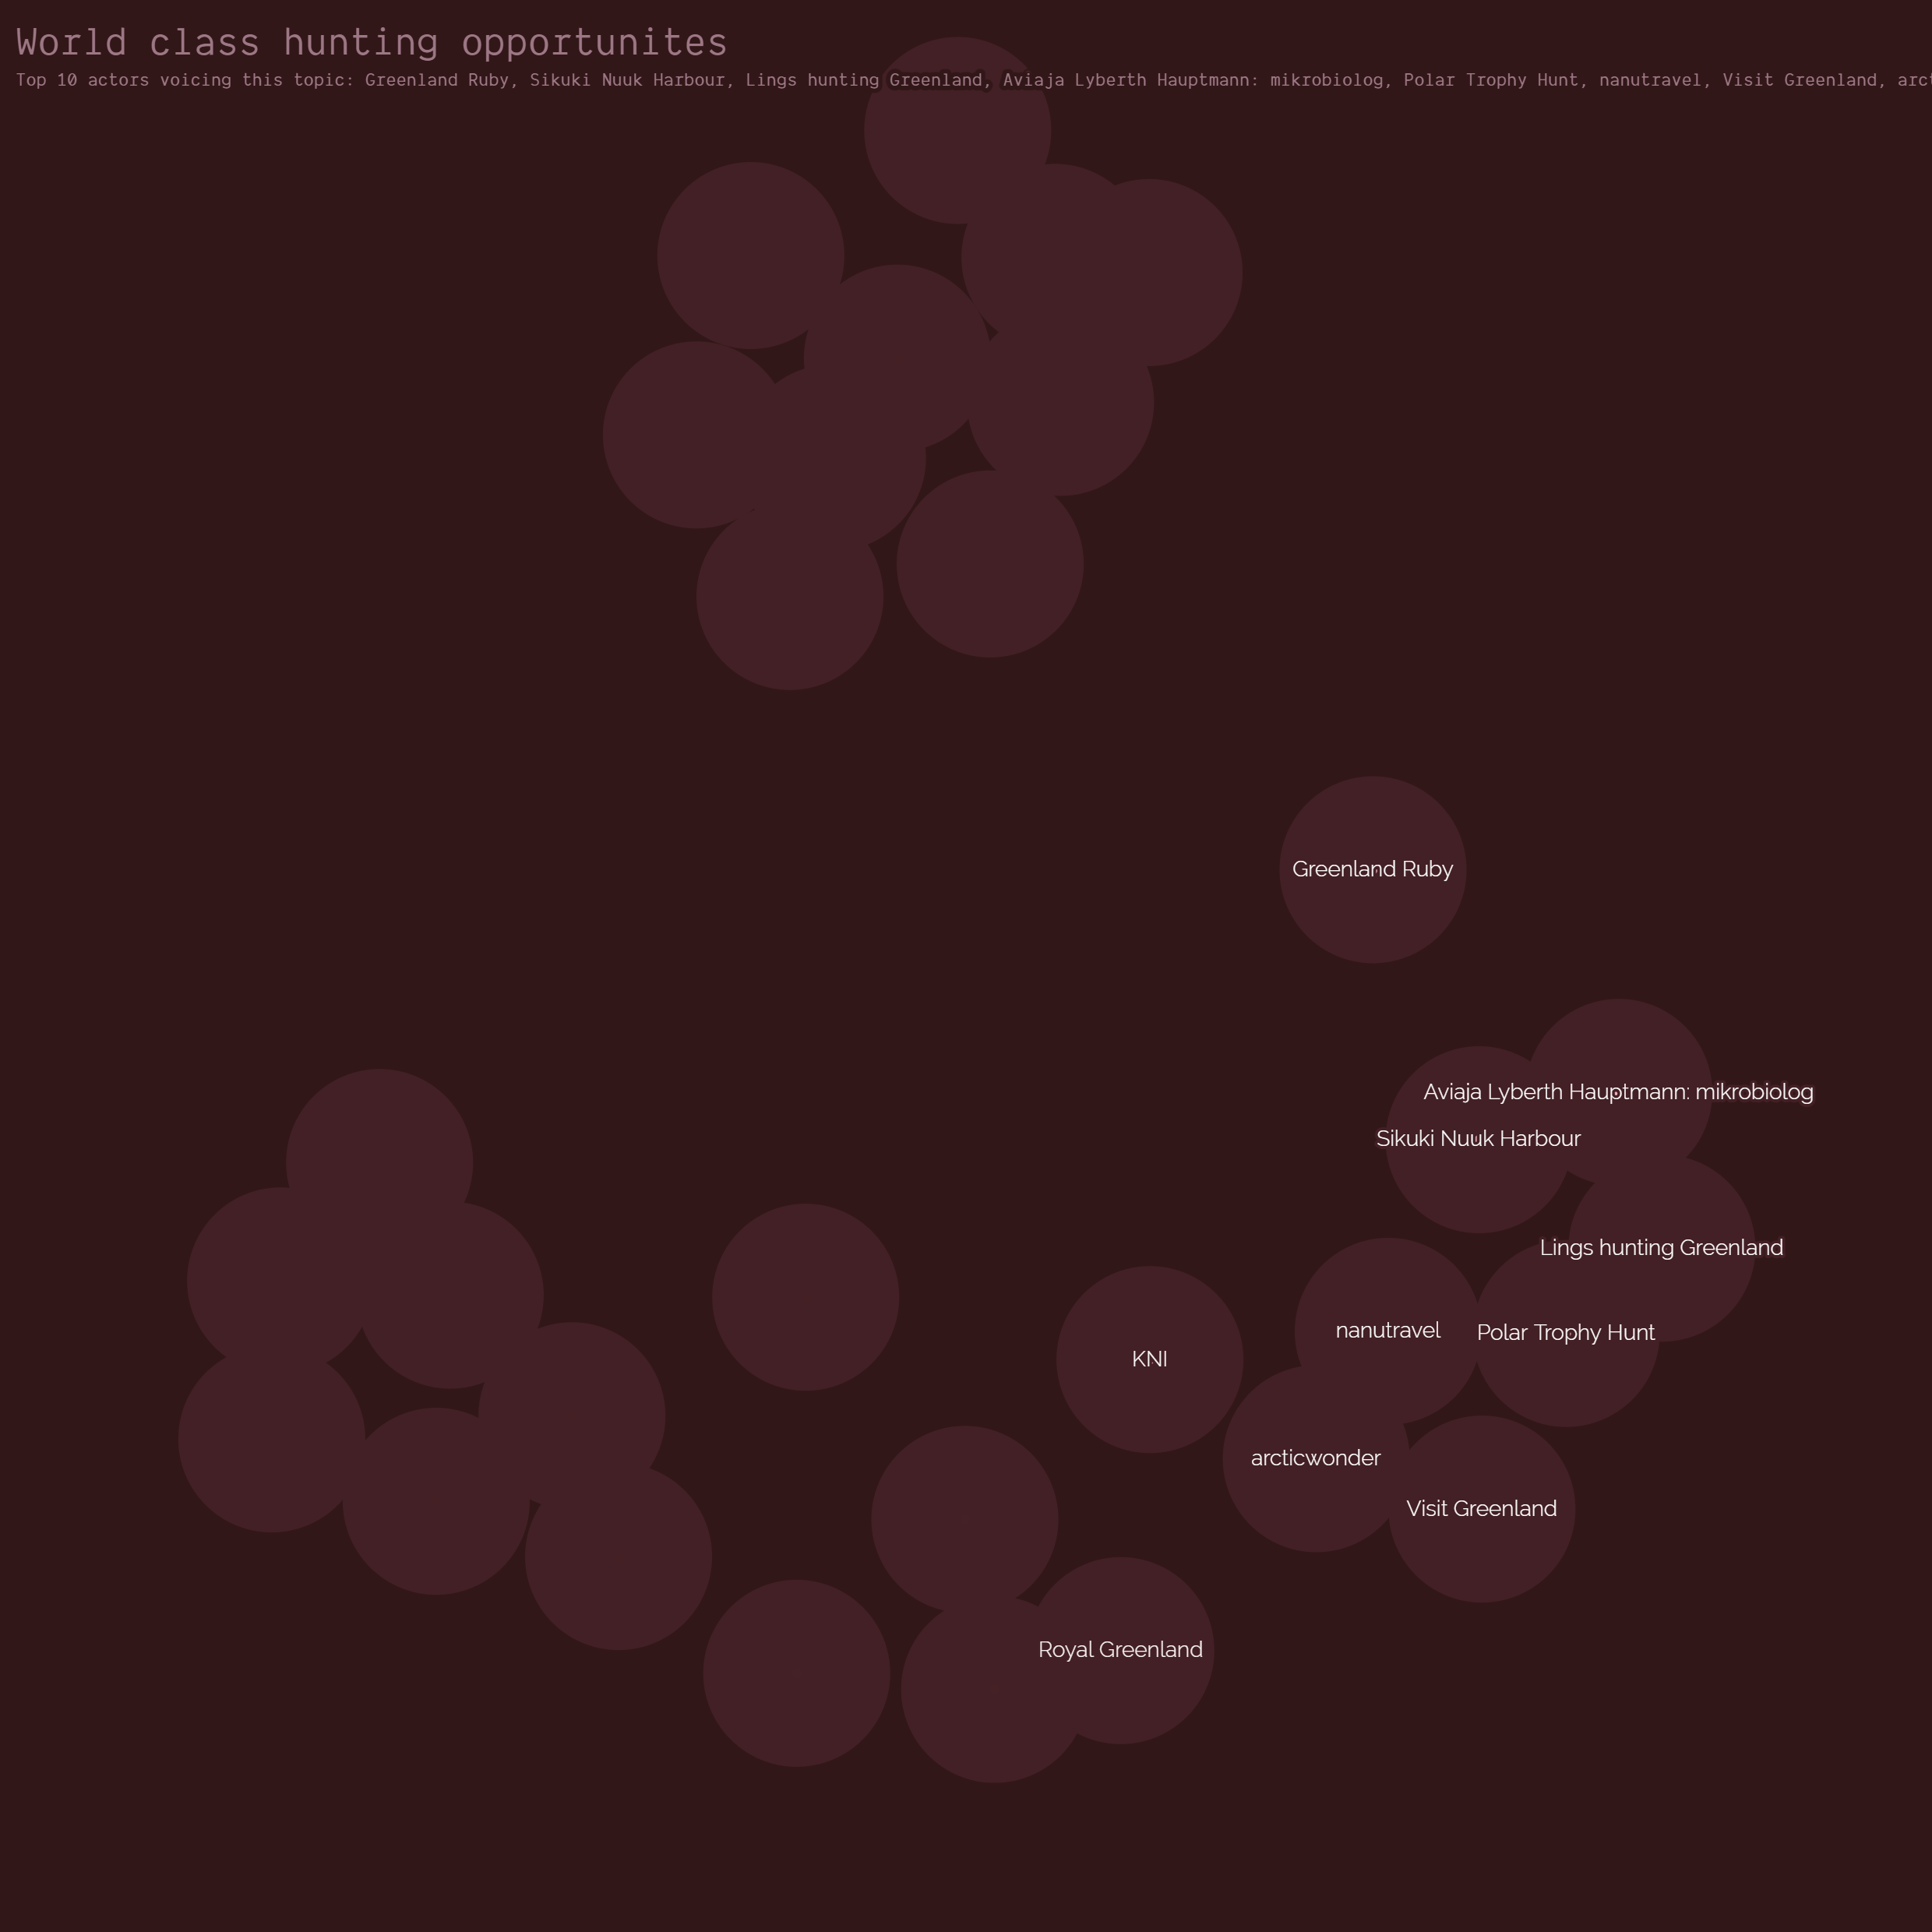 World class hunting opportunites
Top 10 actors voicing this topic: Greenland Ruby, Sikuki Nuuk Harbour, Lings hunting Greenland, Aviaja Lyberth Hauptmann: mikrobiolog, Polar Trophy Hunt, nanutravel, Visit Greenland, arct
Greenland Ruby
Aviaja Lyberth Hauptmann: mikrobiolog
Sikuki Nuuk Harbour
Lings hunting Greenland
nanutravel
Polar Trophy Hunt
KNI
arcticwonder
Visit Greenland
Royal Greenland